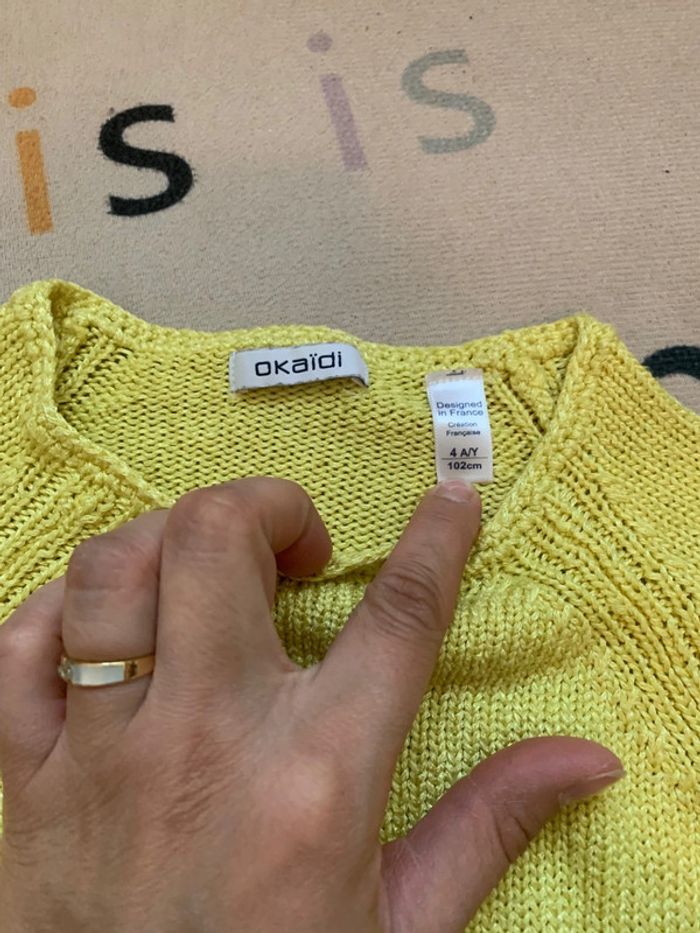 is is
OKaïdi
Designed
in France
Création
Française
4 A/Y
102cm